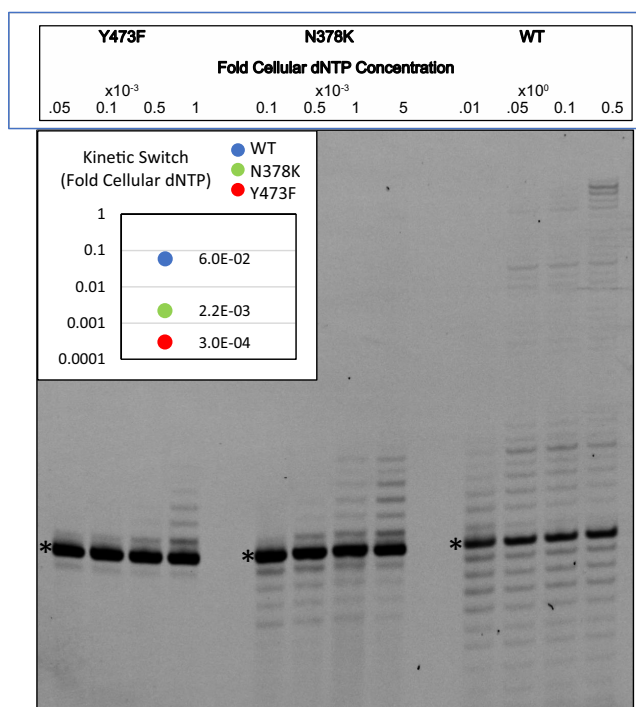 Y473F N378K WT
Fold Cellular dNTP Concentration
x10-3 x10-3 x100
.05 0.1 0.5 1 0.1 0.5 1 5 .01 .05 0.1 0.5
Kinetic Switch
(Fold Cellular dNTP)
WT
N378K
Y473F
1
0.1
0.01
0.001
0.0001
6.0E-02
2.2E-03
3.0E-04
* * *